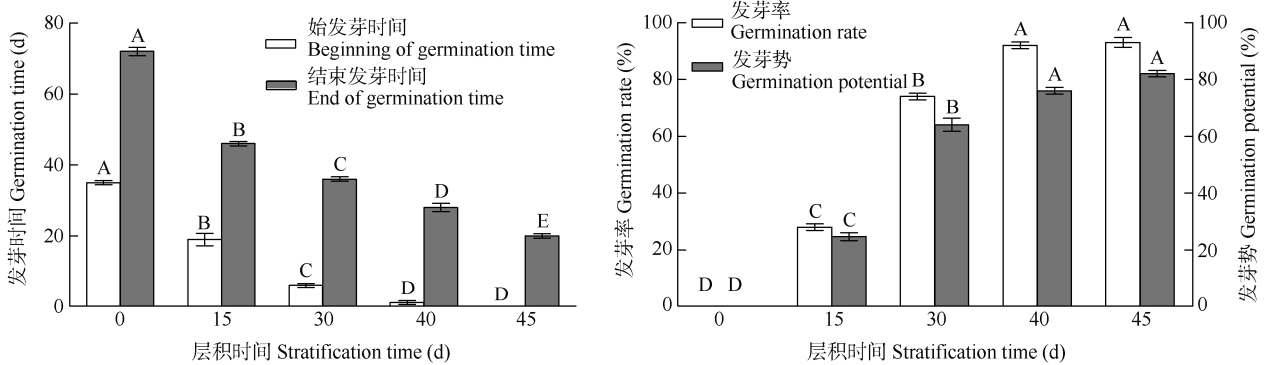 发芽时间 Germination time (d)
80
60
40
20
0
始发芽时间
Beginning of germination time
结束发芽时间
End of germination time
A
A
B
B
C
C
D
D
D
E
0 15 30 40 45
层积时间 Stratification time (d)
发芽率 Germination rate (%)
100
80
60
40
20
0
发芽率
Germination rate
发芽势
Germination potential
D D
C C
B B
A A
A A
0 15 30 40 45
层积时间 Stratification time (d)
100
80
60
40
20
0
发芽势 Germination potential (%)